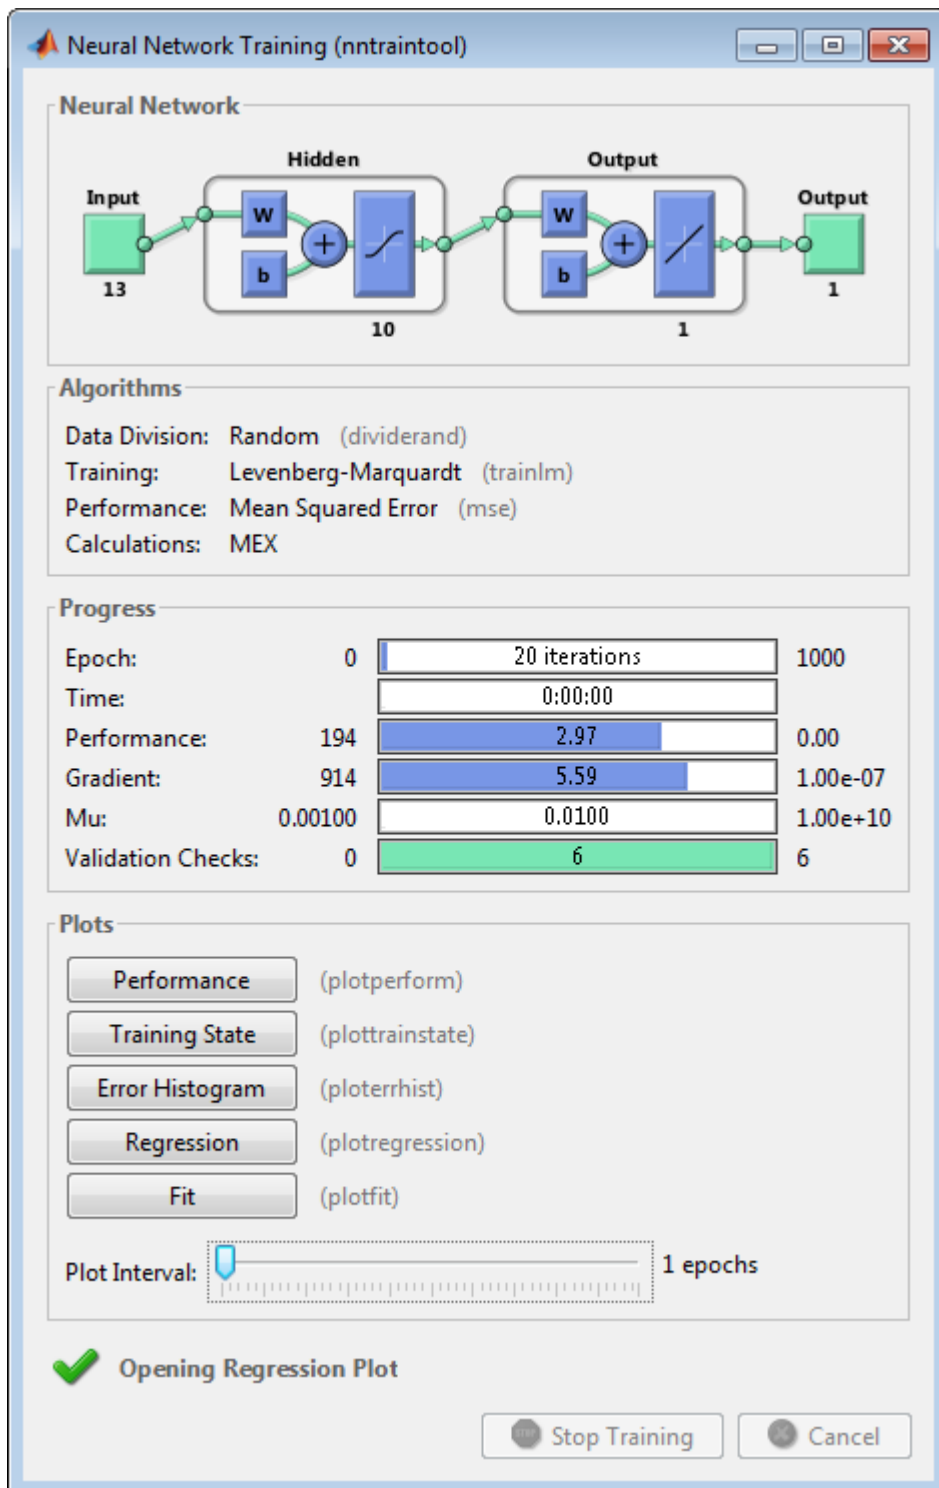 Neural Network Training (nntraintool)
Neural Network
Hidden
Output
Input
Output
W
W
b
b
13
1
10
1
Algorithms
Data Division: Random (dividerand)
Training: Levenberg-Marquardt (trainlm)
Performance: Mean Squared Error (mse)
Calculations: MEX
Progress
Epoch: 0 20 iterations 1000
Time: 0:00:00
Performance: 194 2.97 0.00
Gradient: 914 5.59 1.00e-07
Mu: 0.00100 0.0100 1.00e+10
Validation Checks: 0 6 6
Plots
Performance (plotperform)
Training State (plottrainstate)
Error Histogram (ploterrhist)
Regression (plotregression)
Fit (plotfit)
Plot Interval: 1 epochs
Opening Regression Plot
STOP Stop Training Cancel